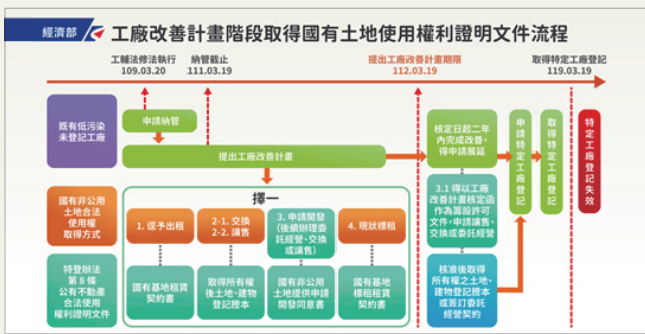 經濟部
工廠改善計畫階段取得國有土地使用權利證明文件流程
工輔法修法執行
109.03.20
納管截止
111.03.19
提出工廠改善計畫期限
112.03.19
取得特定工廠登記
119.03.19
既有低污染
未登記工廠
申請納管
提出工廠改善計畫
核定日起二年
內完成改善,
得申請展延
申請特定工廠登記
取得特定工廠登記
特定工廠登記失效
國有非公用
土地合法
使用權
取得方式
擇一
1. 逕予出租
2-1. 交換
2-2. 讓售
3. 申請開發
(後續辦理委
託經營、交換
或讓售)
4. 現狀標租
3.1 得以工廠
改善計畫核定函
作為籌設許可
文件,申請讓售、
交換或委託經營
特登辦法
第 8 條
公有不動產
合法使用
權利證明文件
國有基地租賃
契約書
取得所有權
後土地、建物
登記謄本
國有非公用
土地提供申請
開發同意書
國有基地
標租租賃契
約書
核准後取得
所有權之土地、
建物登記謄本
或簽訂委託
經營契約